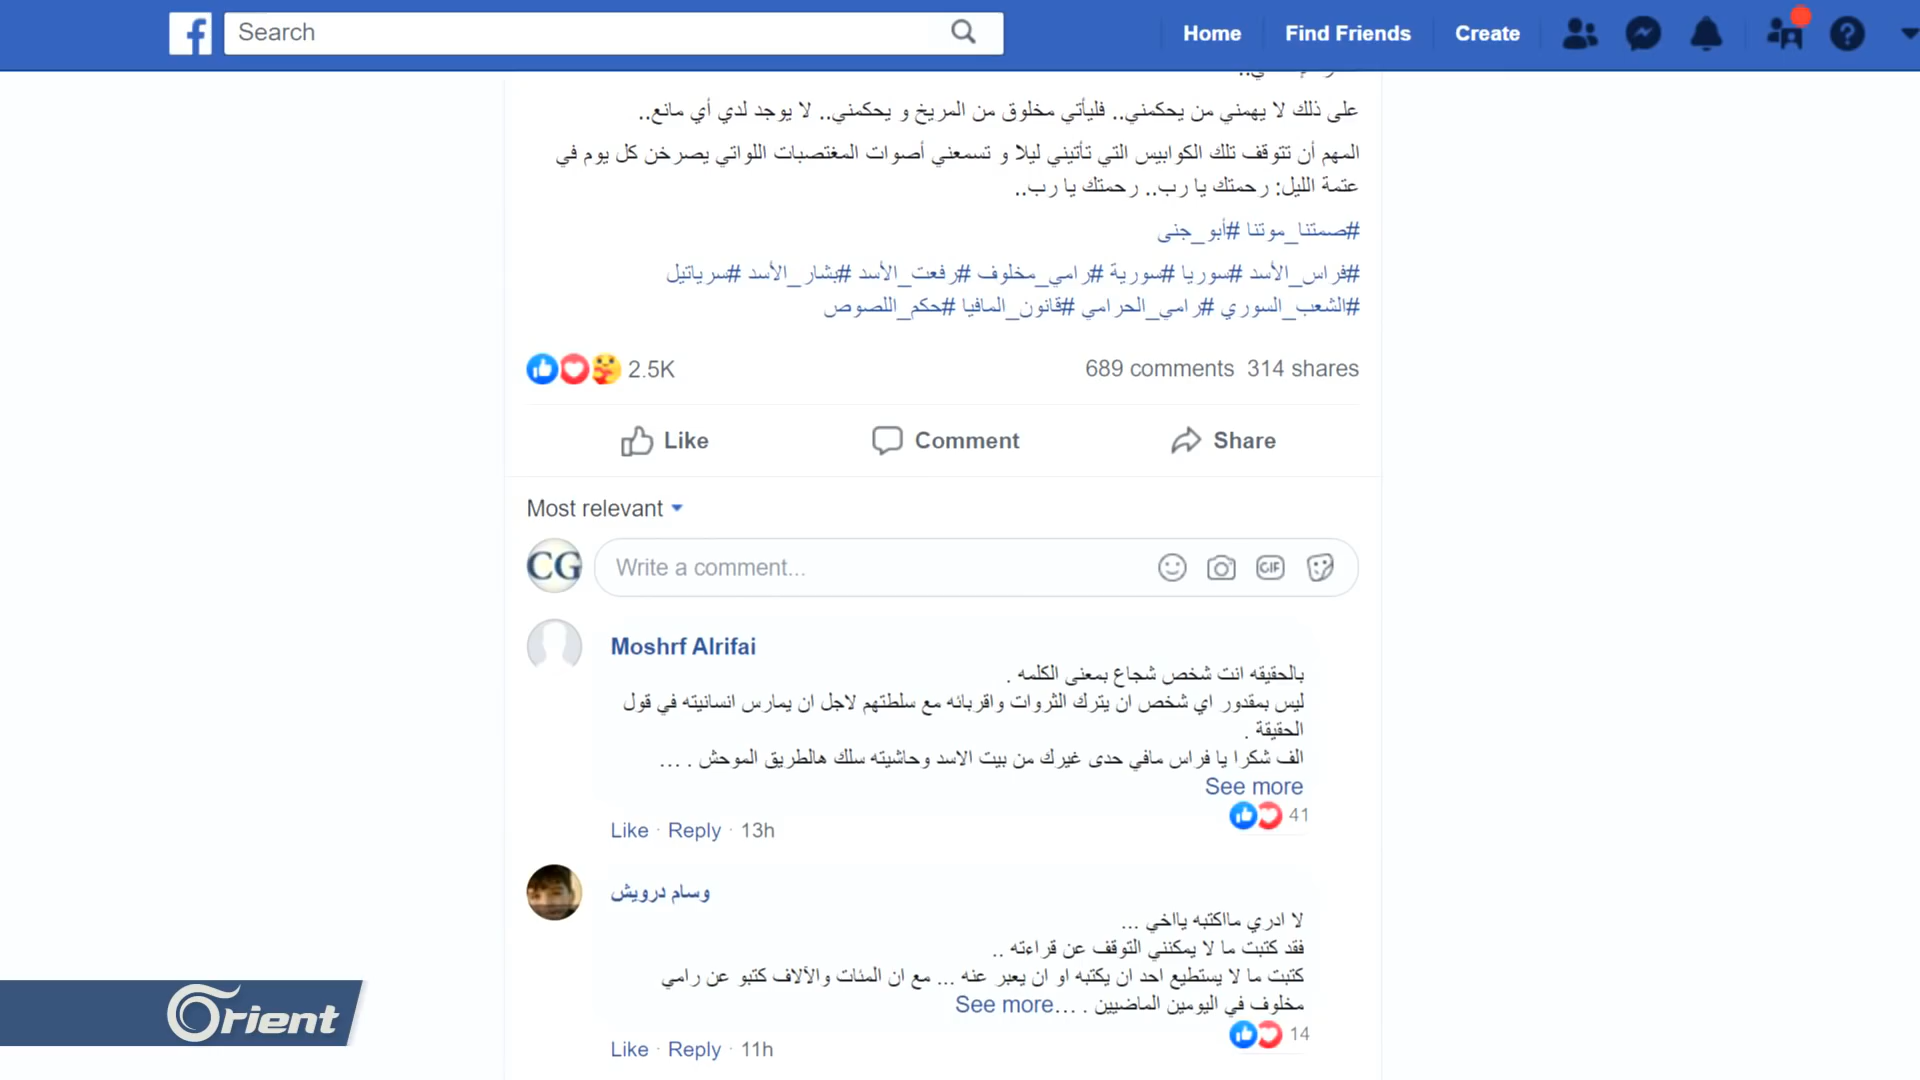 Search
Home
Find Friends
Create
على ذلك لا يهمني من يحكمني.. فليأتي مخلوق من المريخ و يحكمني.. لا يوجد لدي أي مانع..
المهم أن تتوقف تلك الكوابيس التي تأتيني ليلا و تسمعني أصوات المغتصبات اللواتي يصرخن كل يوم في
عتمة الليل: رحمتك يا رب.. رحمتك يا رب..
#صمتنا_موتنا #أبو_جنى
#فراس_الأسد #سوريا #سورية #رامي_مخلوف #رفعت_الأسد #بشار_الأسد #سرياتيل
#الشعب_السوري #رامي_الحرامي #قانون_المافيا #حكم_اللصوص
2.5K
689 comments 314 shares
Like
Comment
Share
Most relevant
CG
Write a comment...
GIF
Moshrf Alrifai
بالحقيقه انت شخص شجاع بمعنى الكلمه .
ليس بمقدور اي شخص ان يترك الثروات واقربائه مع سلطتهم لاجل ان يمارس انسانيته في قول
الحقيقة .
الف شكرا يا فراس مافي حدى غيرك من بيت الاسد وحاشيته سلك هالطريق الموحش . ...
See more
41
Like · Reply · 13h
وسام درويش
لا ادري مااكتبه يااخي ...
فقد كتبت ما لا يمكنني التوقف عن قراءته ..
كتبت ما لا يستطيع احد ان يكتبه او ان يعبر عنه ... مع ان المئات والآلاف كتبو عن رامي
مخلوف في اليومين الماضيين . ... See more
14
Like · Reply · 11h
Orient